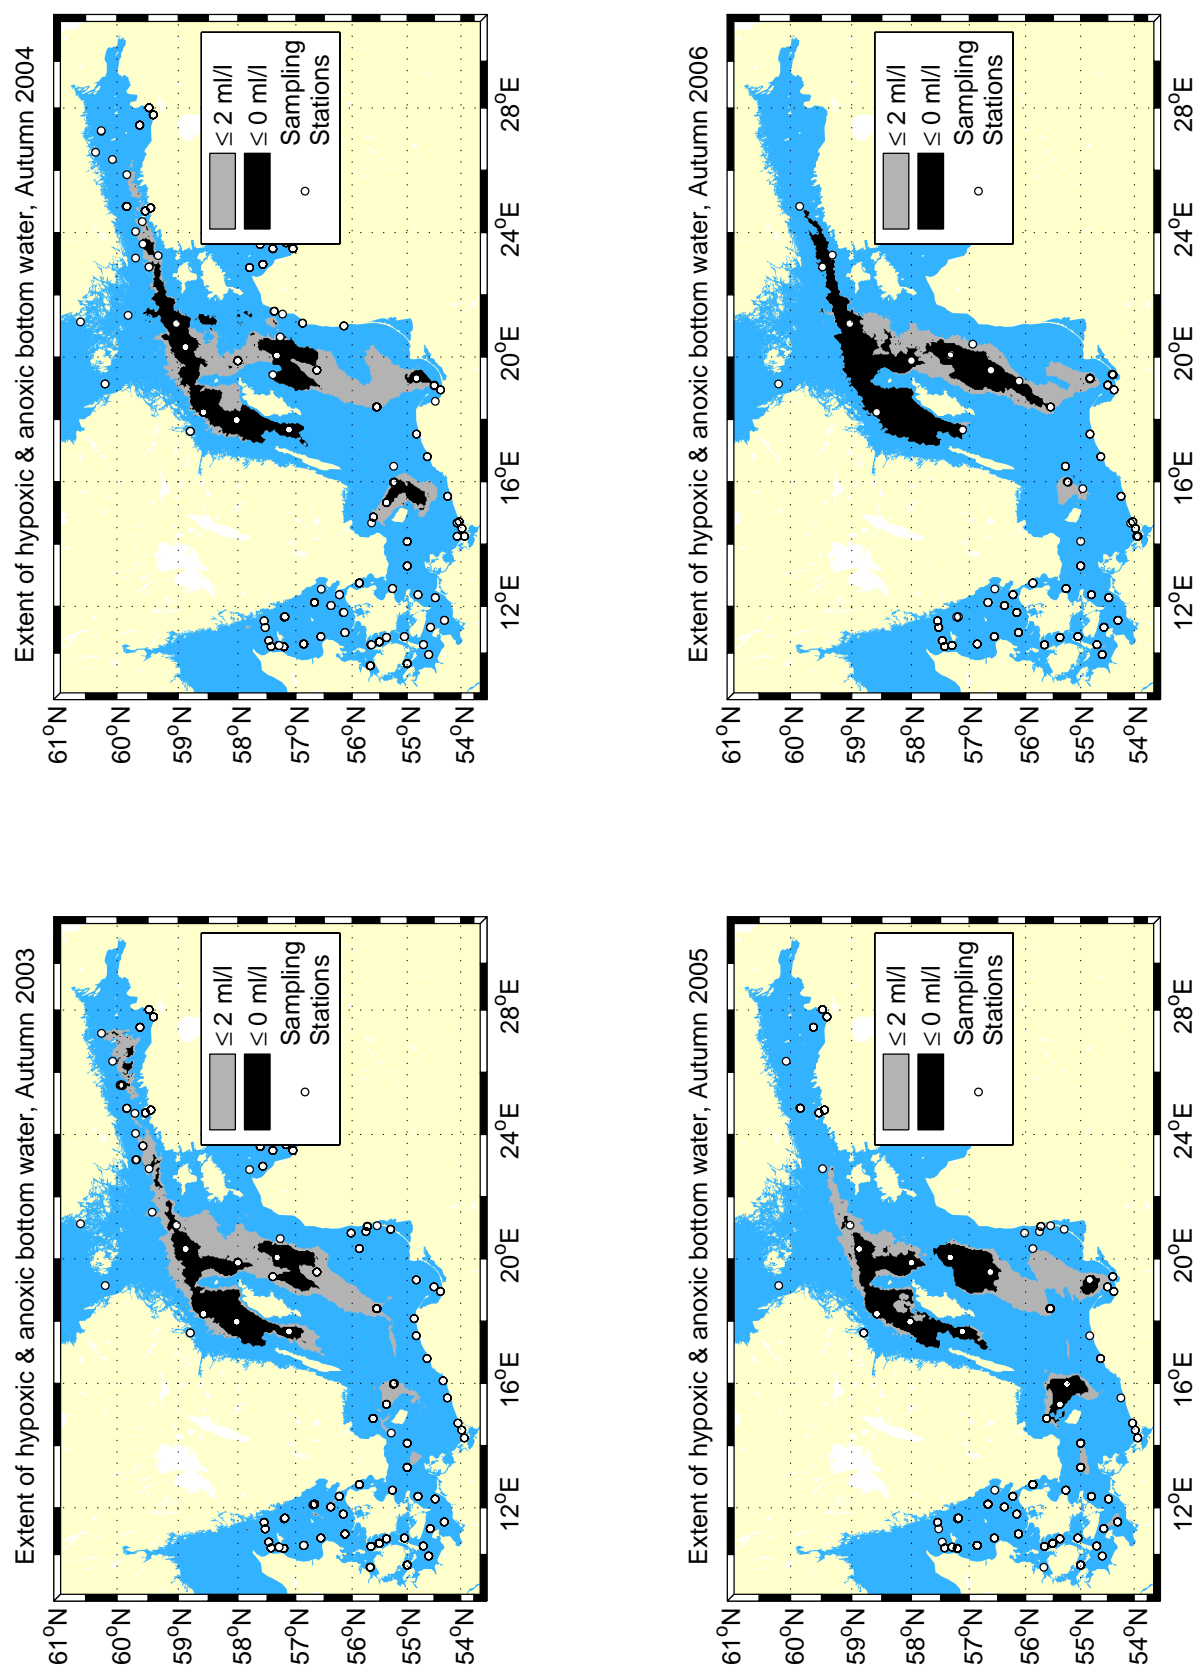 Extent of hypoxic & anoxic bottom water, Autumn 2003
61°N
60°N
59°N
58°N
57°N
56°N
55°N
54°N
≤ 2 ml/l
≤ 0 ml/l
Sampling
Stations
12°E
16°E
20°E
24°E
28°E
Extent of hypoxic & anoxic bottom water, Autumn 2004
61°N
60°N
59°N
58°N
57°N
56°N
55°N
54°N
≤ 2 ml/l
≤ 0 ml/l
Sampling
Stations
12°E
16°E
20°E
24°E
28°E
Extent of hypoxic & anoxic bottom water, Autumn 2005
61°N
60°N
59°N
58°N
57°N
56°N
55°N
54°N
≤ 2 ml/l
≤ 0 ml/l
Sampling
Stations
12°E
16°E
20°E
24°E
28°E
Extent of hypoxic & anoxic bottom water, Autumn 2006
61°N
60°N
59°N
58°N
57°N
56°N
55°N
54°N
≤ 2 ml/l
≤ 0 ml/l
Sampling
Stations
12°E
16°E
20°E
24°E
28°E